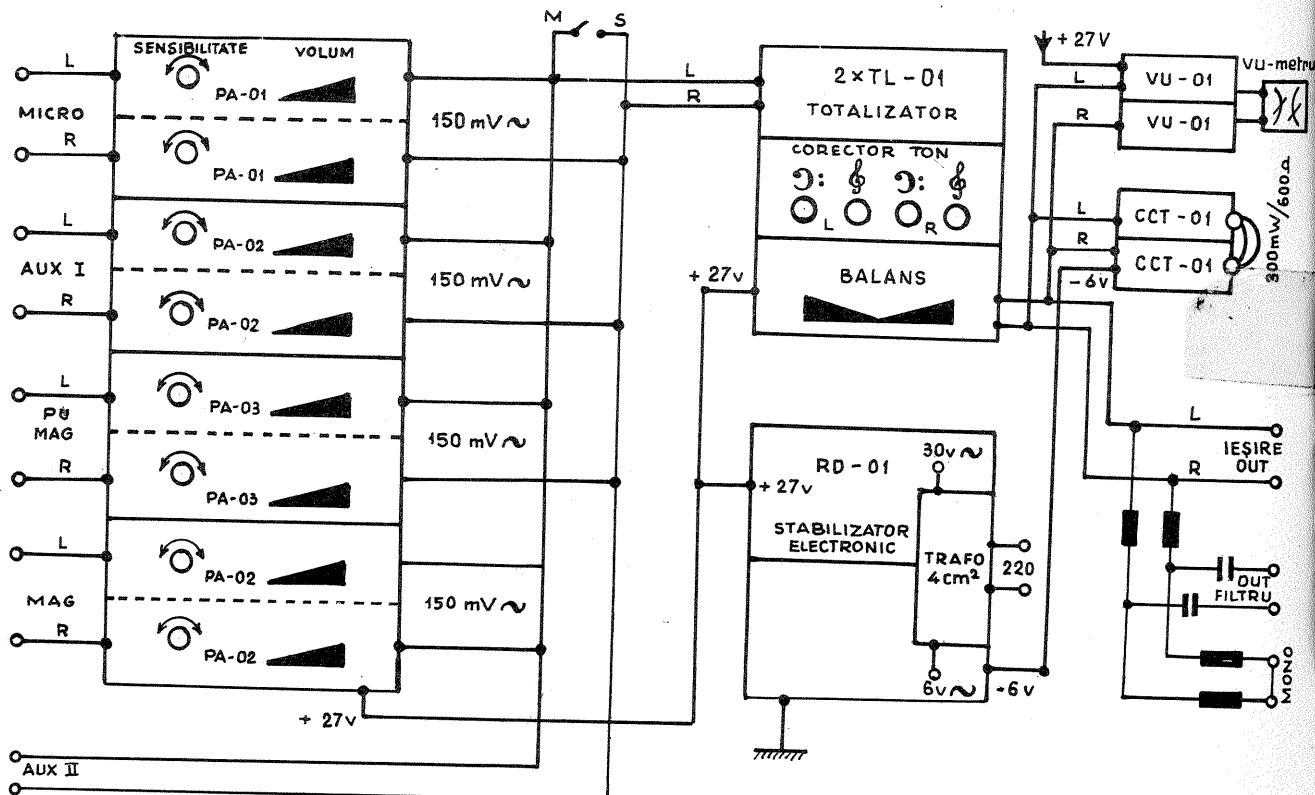 M S
SENSIBILITATE VOLUM
L
PA-01
MICRO
150 mV~
R
PA-01
L
PA-02
AUX I
150 mV~
R
PA-02
L
PA-03
PU MAG
150 mV~
R
PA-03
L
PA-02
MAG
150 mV~
R
PA-02
+ 27v
AUX II
L
R
2×TL-01
TOTALIZATOR
CORECTOR TON
L R
+ 27v
BALANS
+ 27V
L
R
VU-01
VU-01
VU-metru
L
R
-6v
CCT-01
CCT-01
300mW/600Ω
RD-01
30v~
+27v
STABILIZATOR
ELECTRONIC
TRAFO
4cm²
220
6v~
-6v
L
IEȘIRE
OUT
R
OUT
FILTRU
MONO